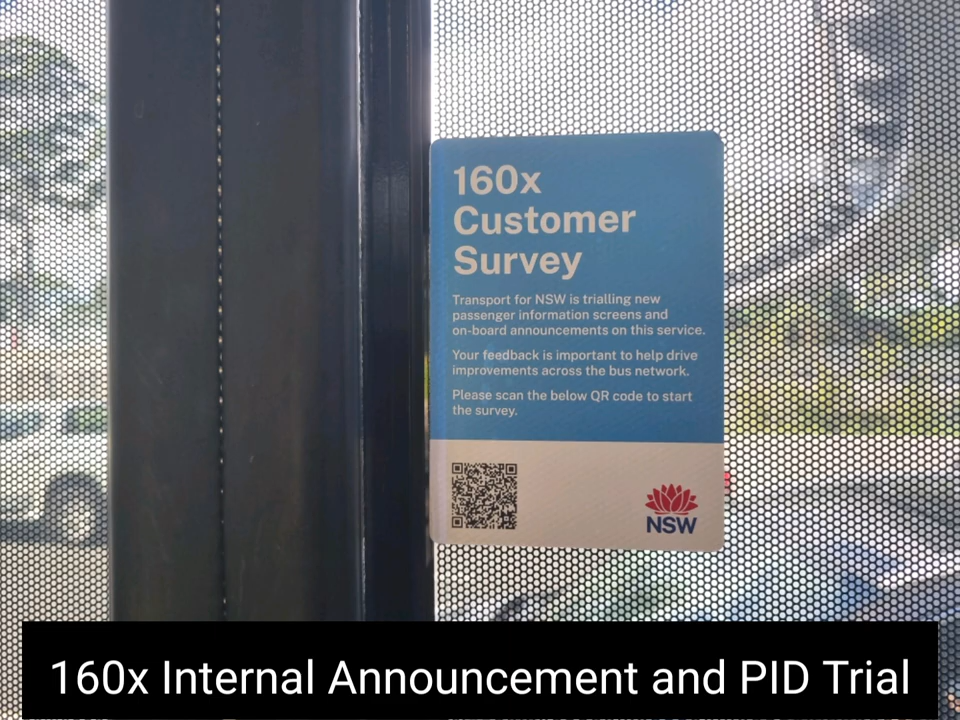 160x
Customer
Survey
Transport for NSW is trialling new
passenger information screens and
on-board announcements on this service.
Your feedback is important to help drive
improvements across the bus network.
Please scan the below QR code to start
the survey.
NSW
160x Internal Announcement and PID Trial